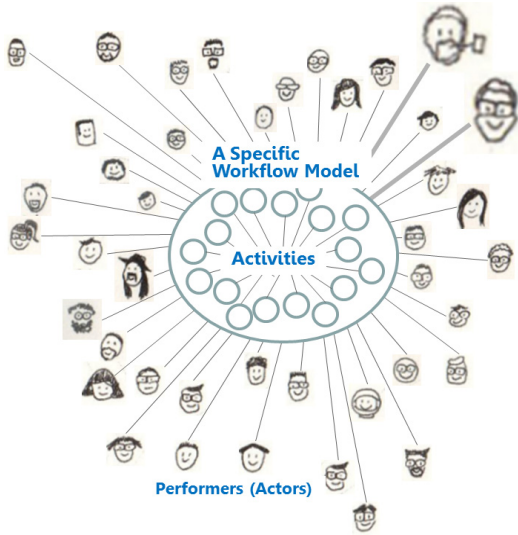 A Specific
Workflow Model
Activities
Performers (Actors)